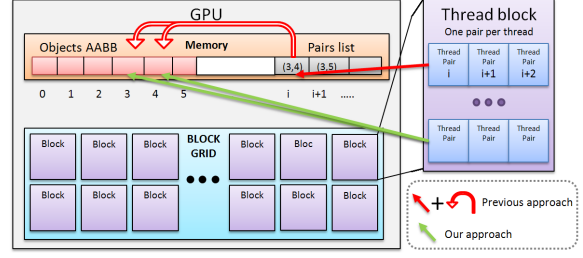 GPU
Objects AABB
Memory
Pairs list
(3,4) (3,5)
0 1 2 3 4 5 i i+1 .....
Block Block Block BLOCK GRID Block Bloc Block
Block Block Block Block Block Block
Thread block
One pair per thread
Thread Pair i
Thread Pair i+1
Thread Pair i+2
Thread Pair
Thread Pair
Thread Pair
+ Previous approach
Our approach